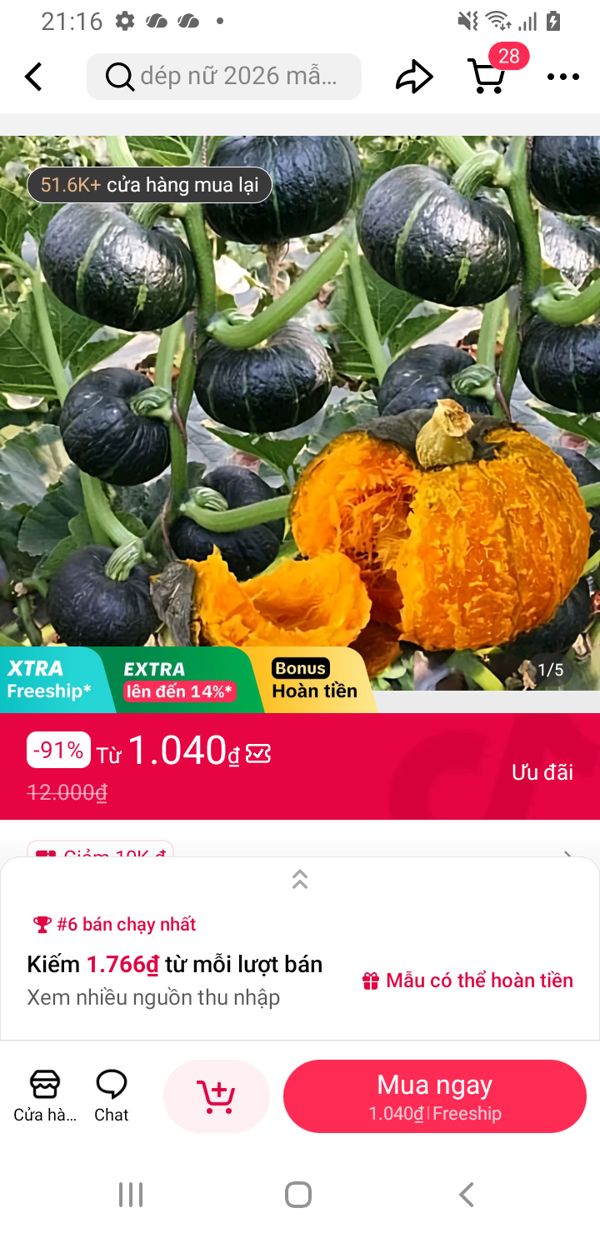 21:16
dép nữ 2026 mẫ...
28
51.6K+ cửa hàng mua lại
XTRA
Freeship*
EXTRA
lên đến 14%*
Bonus
Hoàn tiền
1/5
-91% Từ 1.040₫
12.000₫
Ưu đãi
Giảm 10K ₫
#6 bán chạy nhất
Kiếm 1.766₫ từ mỗi lượt bán
Xem nhiều nguồn thu nhập
Mẫu có thể hoàn tiền
Cửa hà...
Chat
Mua ngay
1.040₫ | Freeship